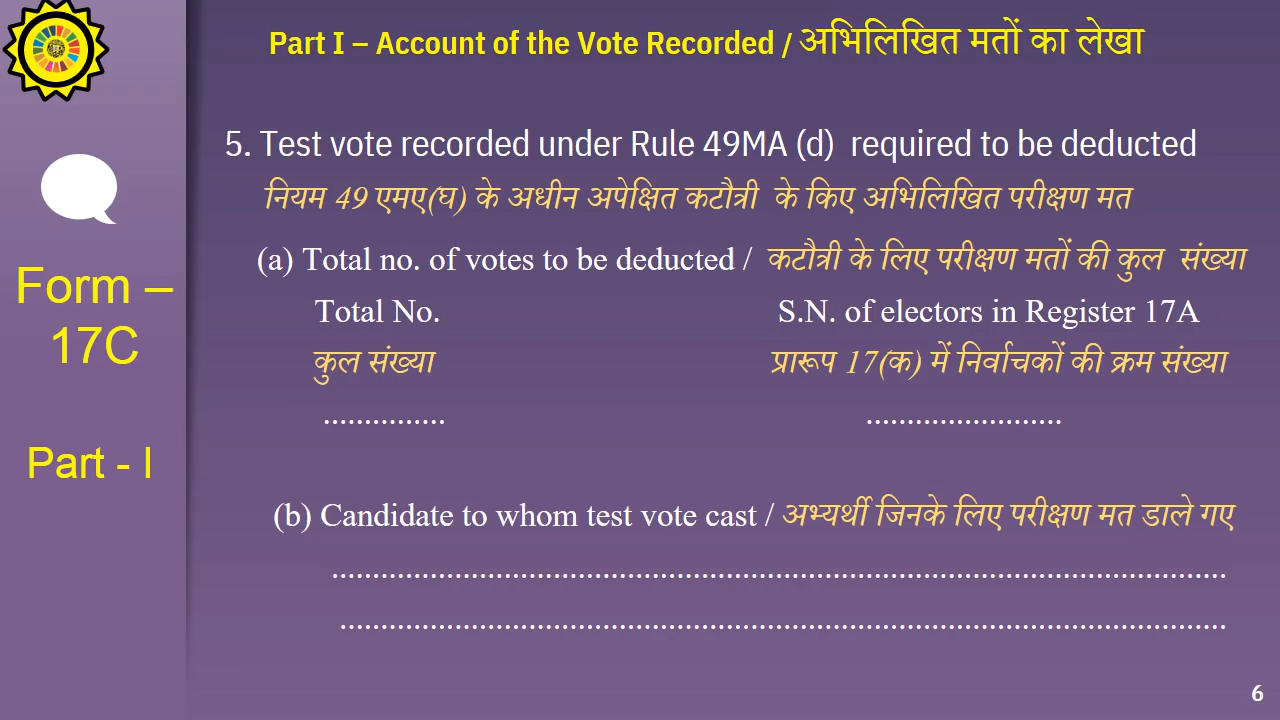 Part I – Account of the Vote Recorded / अभिलिखित मतों का लेखा
5. Test vote recorded under Rule 49MA (d) required to be deducted
नियम 49 एमए(घ) के अधीन अपेक्षित कटौत्री के किए अभिलिखित परीक्षण मत
(a) Total no. of votes to be deducted / कटौत्री के लिए परीक्षण मतों की कुल संख्या
Total No. S.N. of electors in Register 17A
कुल संख्या प्रारूप 17(क) में निर्वाचकों की क्रम संख्या
............... ........................
(b) Candidate to whom test vote cast / अभ्यर्थी जिनके लिए परीक्षण मत डाले गए
..............................................................................................................
.............................................................................................................
Form –
17C
Part - I
6